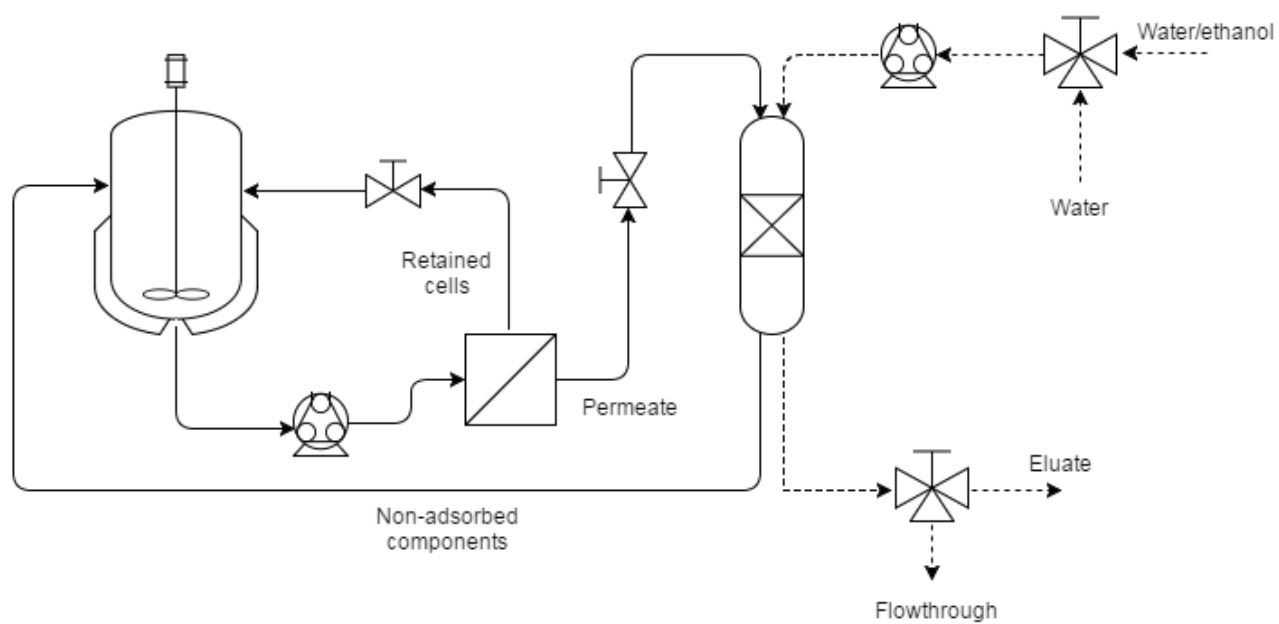 Water/ethanol
Water
Retained
cells
Permeate
Eluate
Non-adsorbed
components
Flowthrough